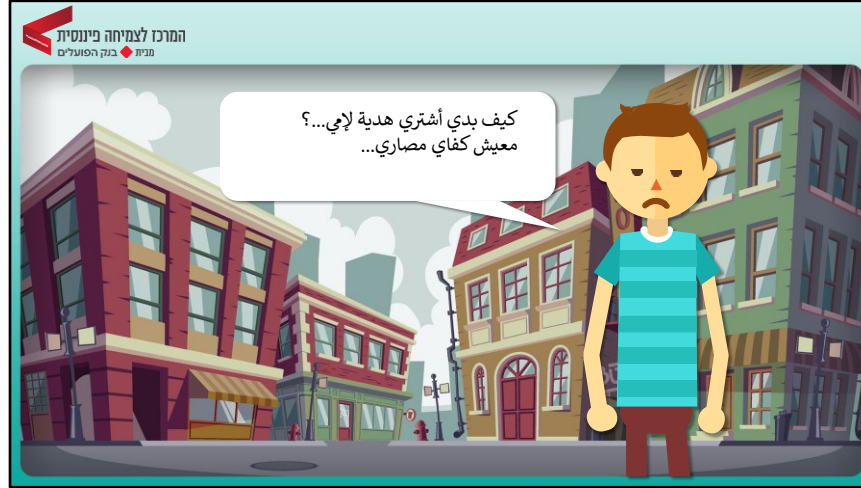 המרכז לצמיחה פיננסית
מבית בנק הפועלים
كيف بدي أشتري هدية لإمي...؟
معيش كفاي مصاري...